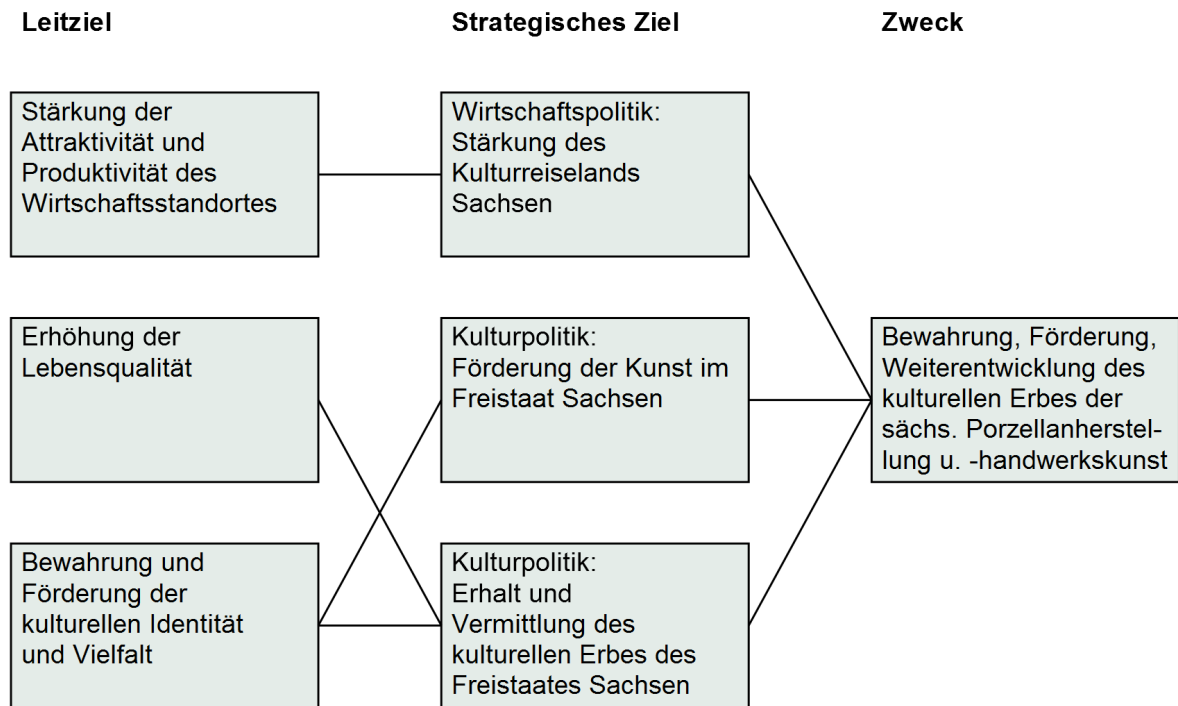 Leitziel
Strategisches Ziel
Zweck
Stärkung der
Attraktivität und
Produktivität des
Wirtschaftsstandortes
Wirtschaftspolitik:
Stärkung des
Kulturreiselands
Sachsen
Erhöhung der
Lebensqualität
Kulturpolitik:
Förderung der Kunst im
Freistaat Sachsen
Bewahrung, Förderung,
Weiterentwicklung des
kulturellen Erbes der
sächs. Porzellanherstel-
lung u. -handwerkskunst
Bewahrung und
Förderung der
kulturellen Identität
und Vielfalt
Kulturpolitik:
Erhalt und
Vermittlung des
kulturellen Erbes des
Freistaates Sachsen